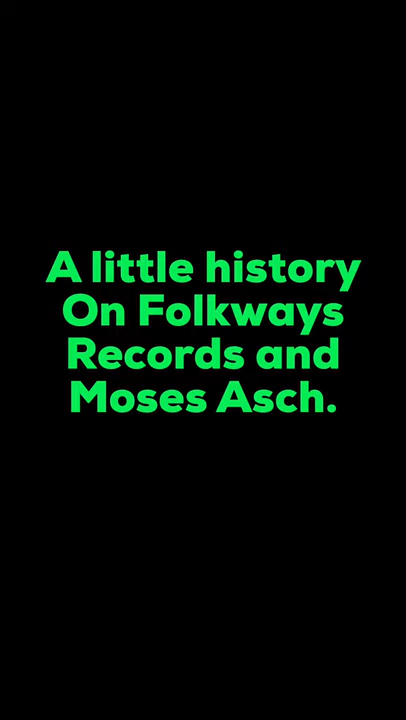 A little history
On Folkways
Records and
Moses Asch.